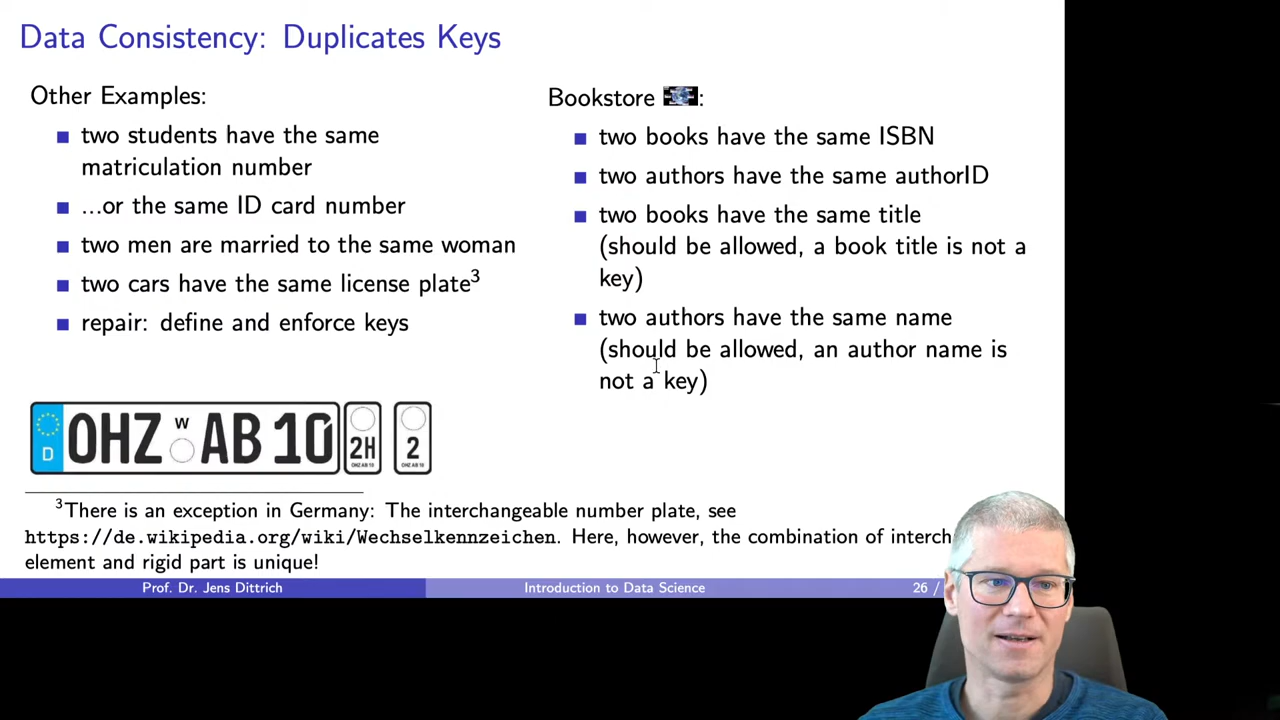 Data Consistency: Duplicates Keys
Other Examples:
two students have the same
matriculation number
...or the same ID card number
two men are married to the same woman
two cars have the same license plate3
repair: define and enforce keys
Bookstore :
two books have the same ISBN
two authors have the same authorID
two books have the same title
(should be allowed, a book title is not a
key)
two authors have the same name
(should be allowed, an author name is
not a key)
D OHZ W AB 10 2H 2
OHZ AB 10 OHZ AB 10
3There is an exception in Germany: The interchangeable number plate, see
https://de.wikipedia.org/wiki/Wechselkennzeichen. Here, however, the combination of interch
element and rigid part is unique!
Prof. Dr. Jens Dittrich Introduction to Data Science 26 /